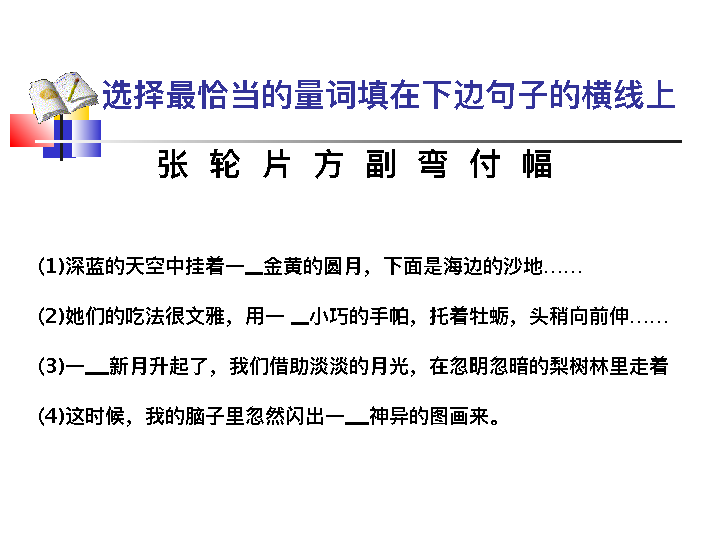 选择最恰当的量词填在下边句子的横线上
张 轮 片 方 副 弯 付 幅
(1)深蓝的天空中挂着一__金黄的圆月，下面是海边的沙地……
(2)她们的吃法很文雅，用一 __小巧的手帕，托着牡蛎，头稍向前伸……
(3)一__新月升起了，我们借助淡淡的月光，在忽明忽暗的梨树林里走着
(4)这时候，我的脑子里忽然闪出一__神异的图画来。